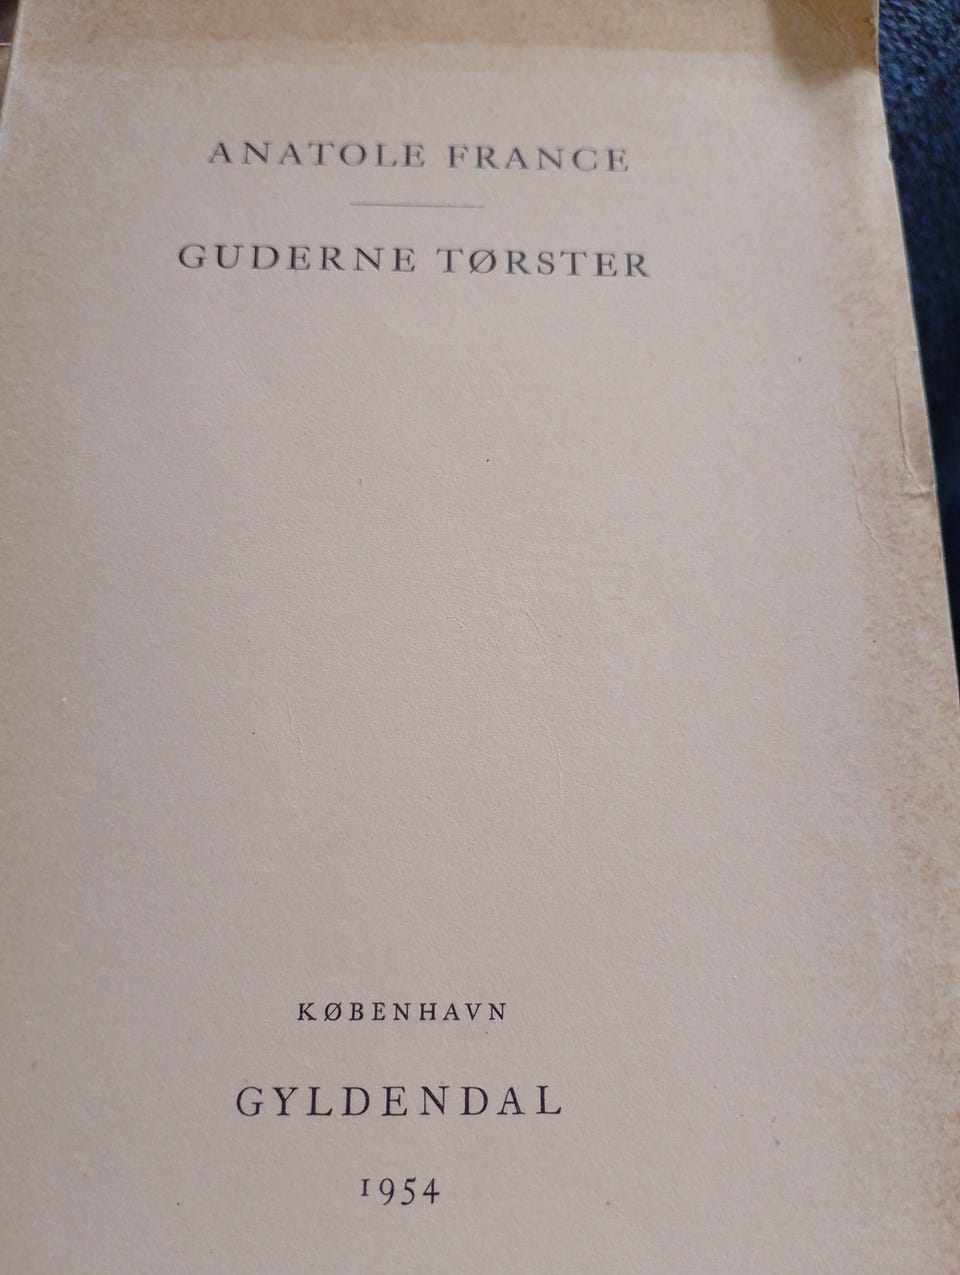 ANATOLE FRANCE
GUDERNE TØRSTER
KØBENHAVN
GYLDENDAL
1954